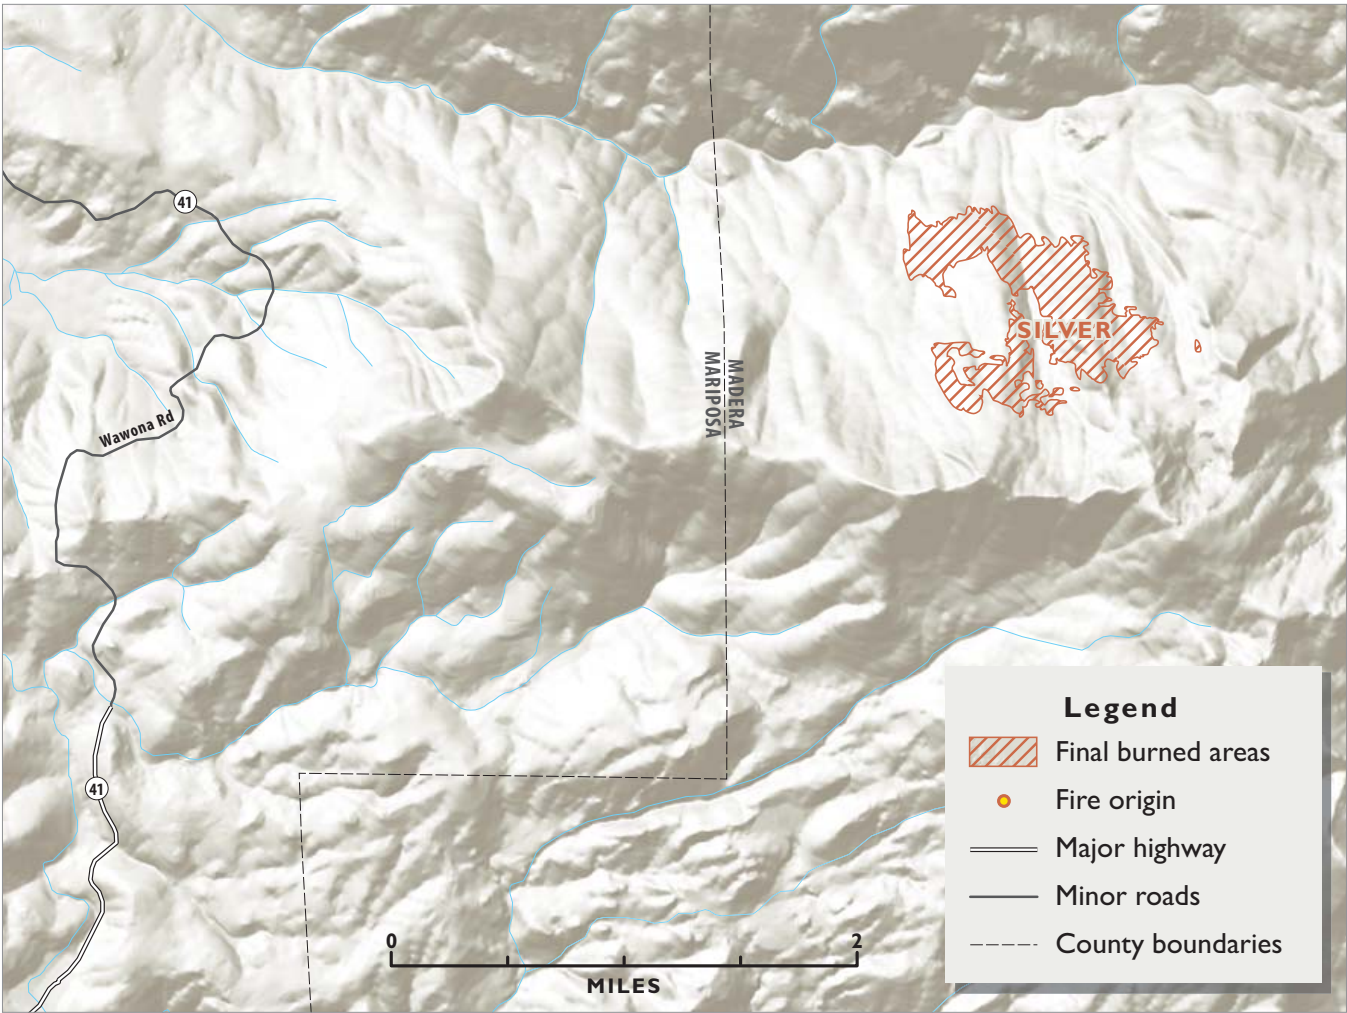 41
Wawona Rd
MADERA
MARIPOSA
SILVER
41
0 2
MILES
Legend
Final burned areas
Fire origin
Major highway
Minor roads
County boundaries